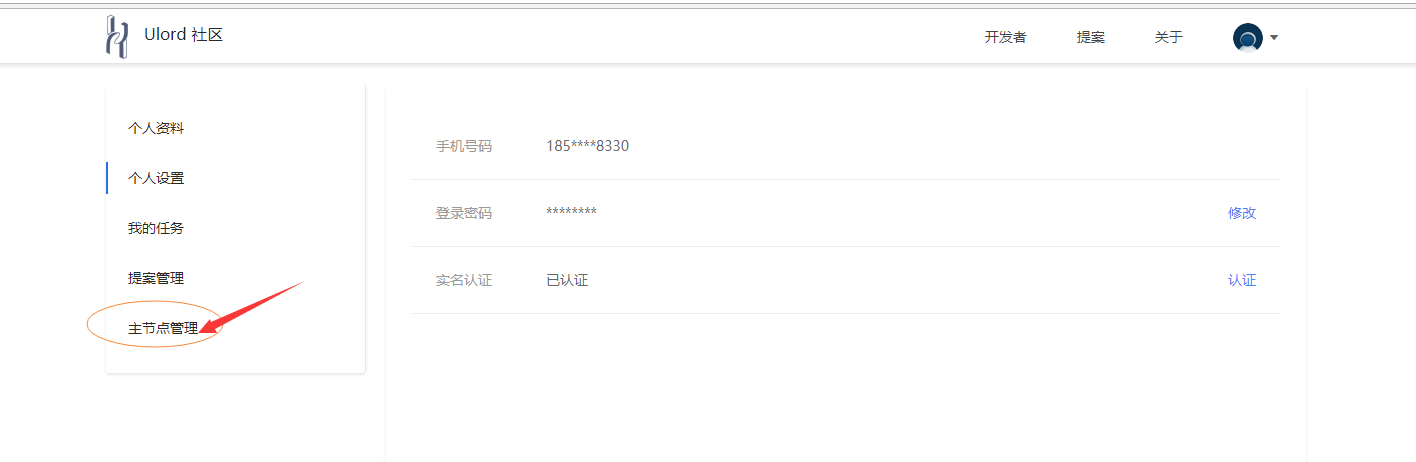 Ulord 社区
开发者 提案 关于
个人资料
个人设置
我的任务
提案管理
主节点管理
手机号码 185****8330
登录密码 ******** 修改
实名认证 已认证 认证